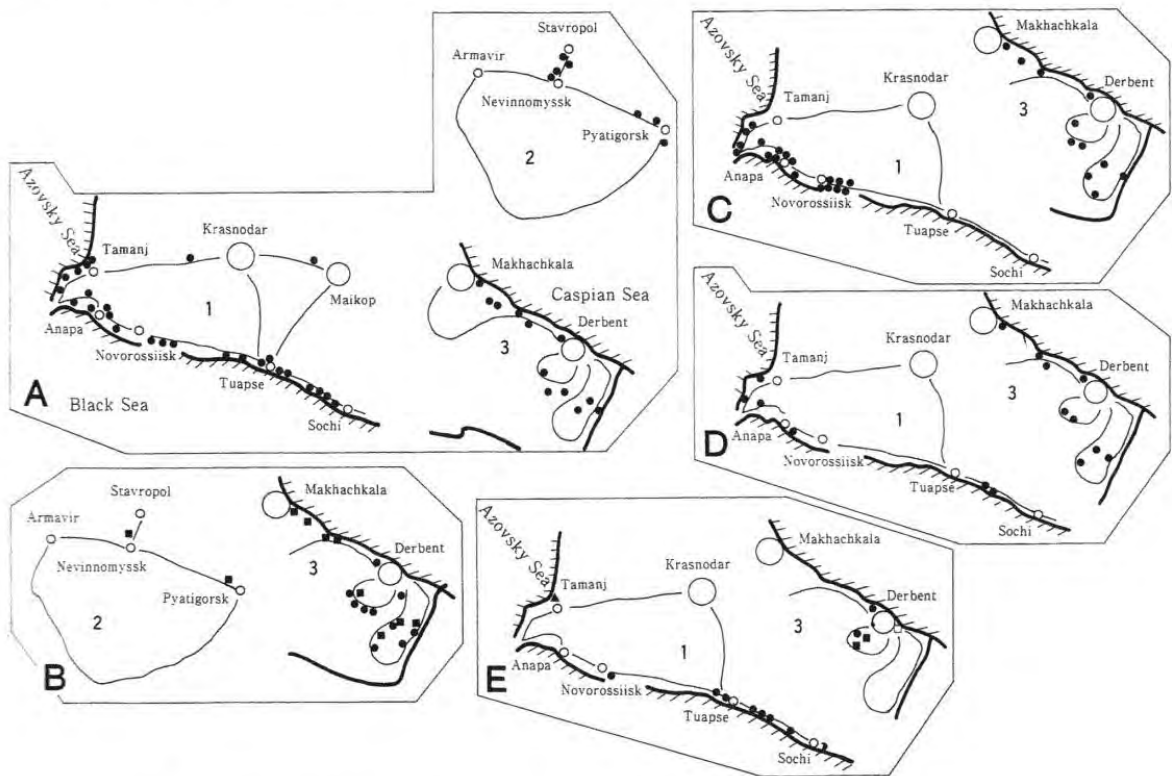 Stavropol
Armavir
Nevinnomyssk
Pyatigorsk
2
Azovsky Sea
Tamanj
Krasnodar
Maikop
1
Anapa
Novorossiisk
Tuapse
Sochi
Black Sea
Makhachkala
Caspian Sea
Derbent
3
A
Stavropol
Armavir
Nevinnomyssk
Pyatigorsk
2
Makhachkala
Derbent
3
B
Azovsky Sea
Tamanj
Krasnodar
1
Anapa
Novorossiisk
Tuapse
Sochi
Makhachkala
Derbent
3
C
Azovsky Sea
Tamanj
Krasnodar
1
Anapa
Novorossiisk
Tuapse
Sochi
Makhachkala
Derbent
3
D
Azovsky Sea
Tamanj
Krasnodar
1
Anapa
Novorossiisk
Tuapse
Sochi
Makhachkala
Derbent
3
E